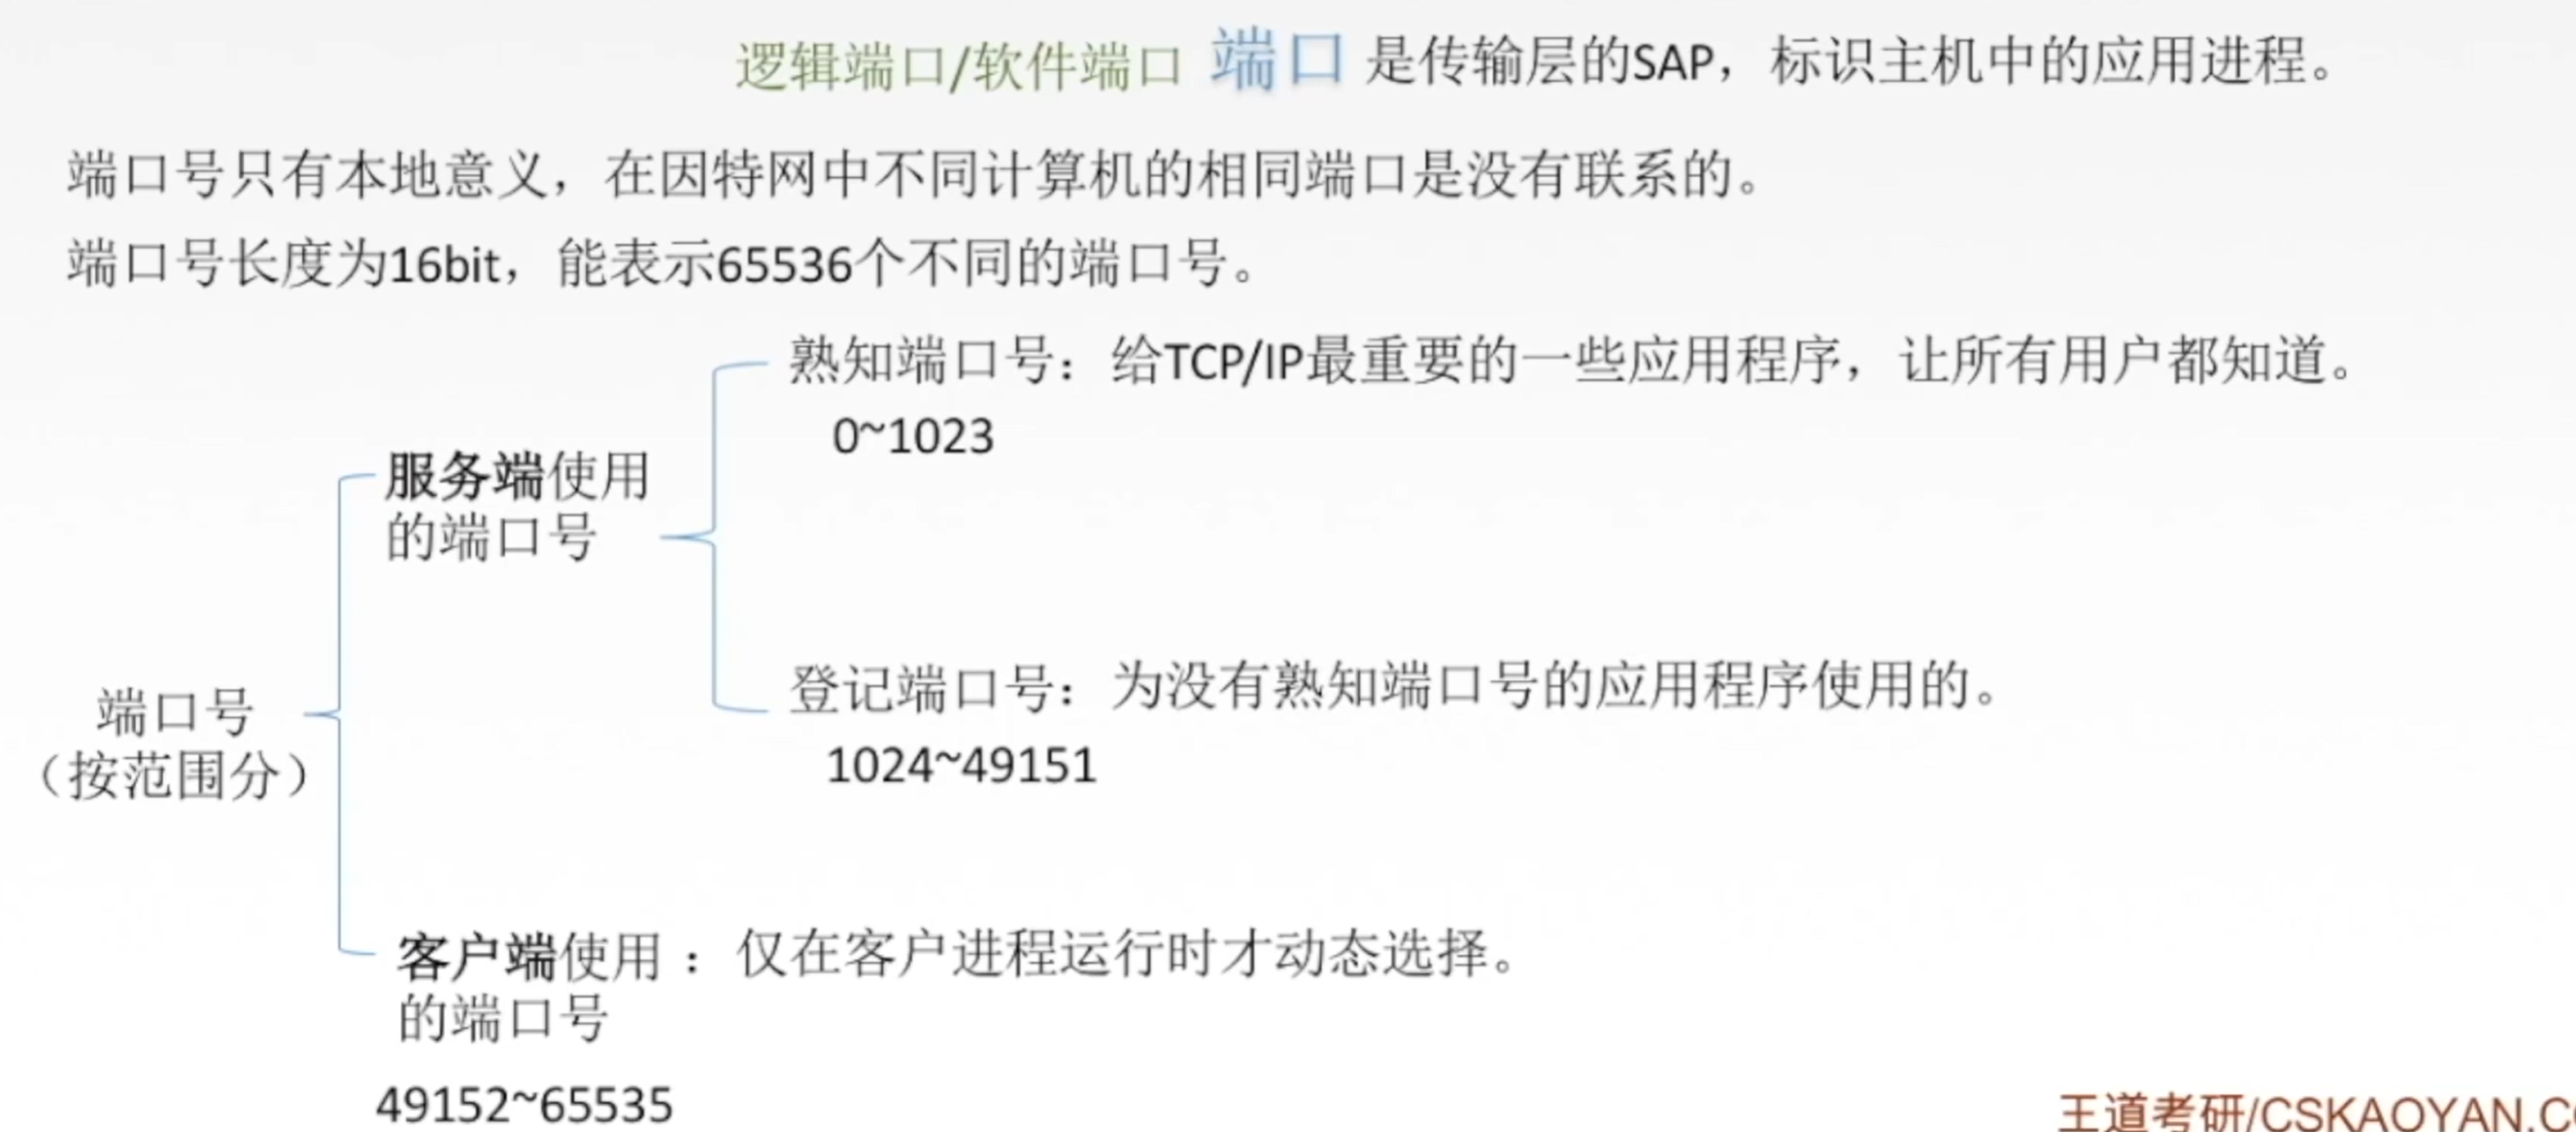 逻辑端口/软件端口 端口 是传输层的SAP，标识主机中的应用进程。
端口号只有本地意义，在因特网中不同计算机的相同端口是没有联系的。
端口号长度为16bit，能表示65536个不同的端口号。
熟知端口号：给TCP/IP最重要的一些应用程序，让所有用户都知道。
0~1023
服务端使用
的端口号
登记端口号：为没有熟知端口号的应用程序使用的。
1024~49151
端口号
（按范围分）
客户端使用：仅在客户进程运行时才动态选择。
的端口号
49152~65535
王道考研/CSKAOYAN.C